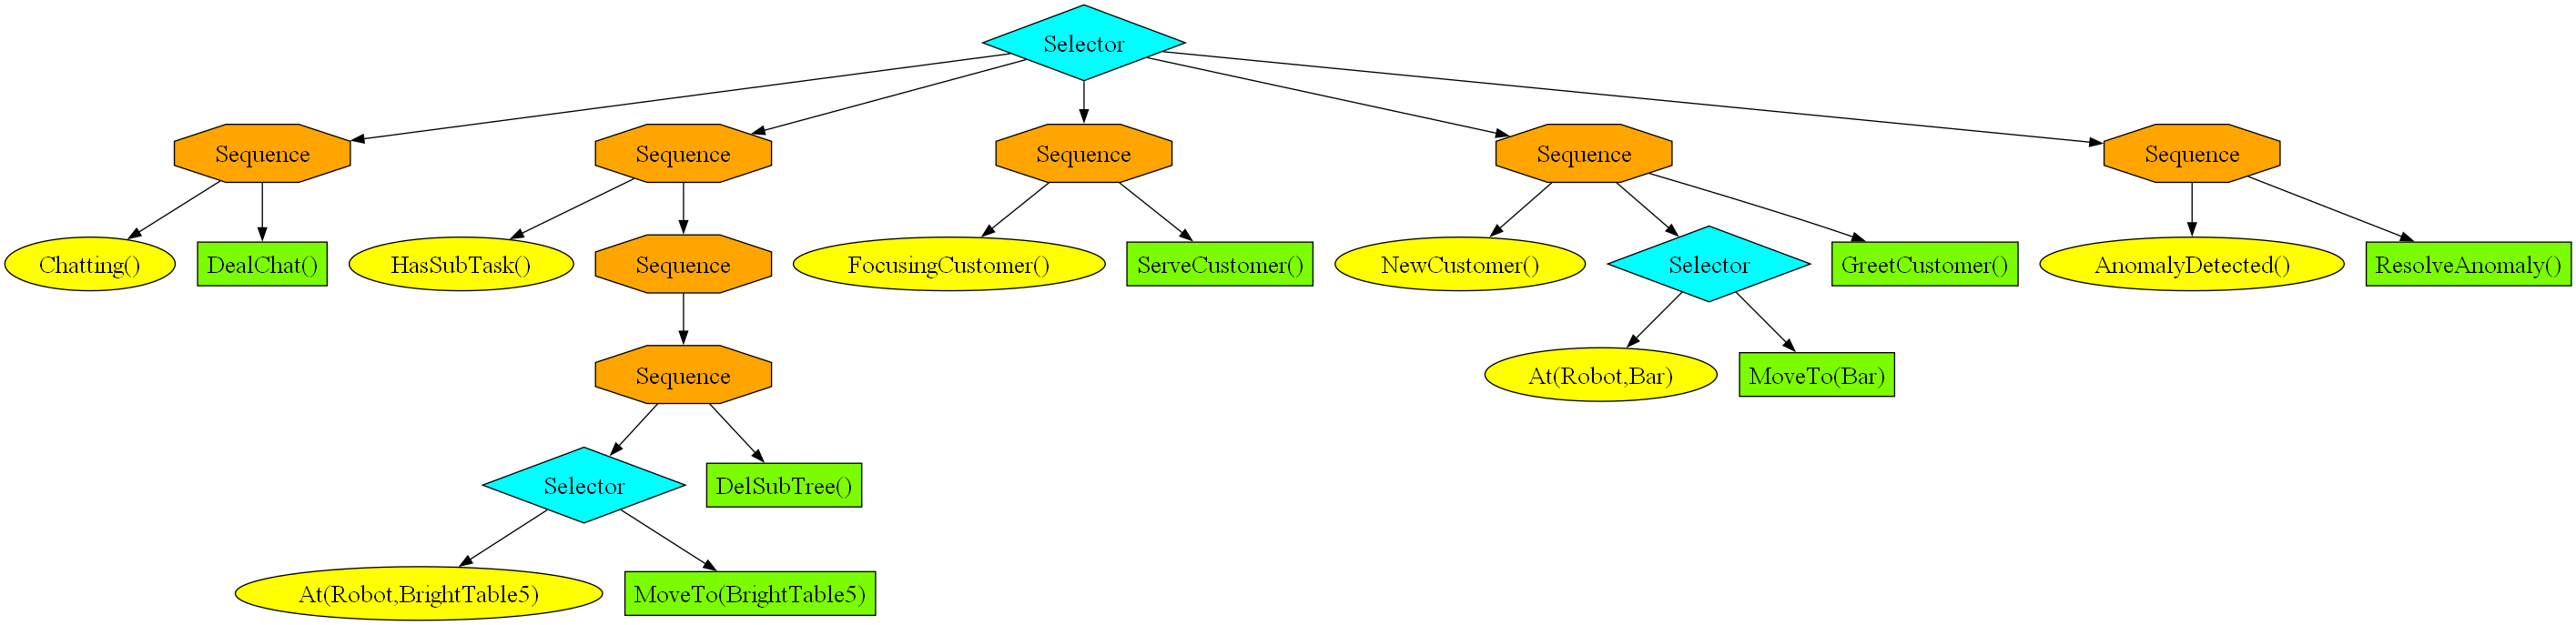 Selector
Sequence
Sequence
Sequence
Sequence
Sequence
Chatting()
DealChat()
HasSubTask()
Sequence
FocusingCustomer()
ServeCustomer()
NewCustomer()
Selector
GreetCustomer()
AnomalyDetected()
ResolveAnomaly()
Sequence
At(Robot,Bar)
MoveTo(Bar)
Selector
DelSubTree()
At(Robot,BrightTable5)
MoveTo(BrightTable5)